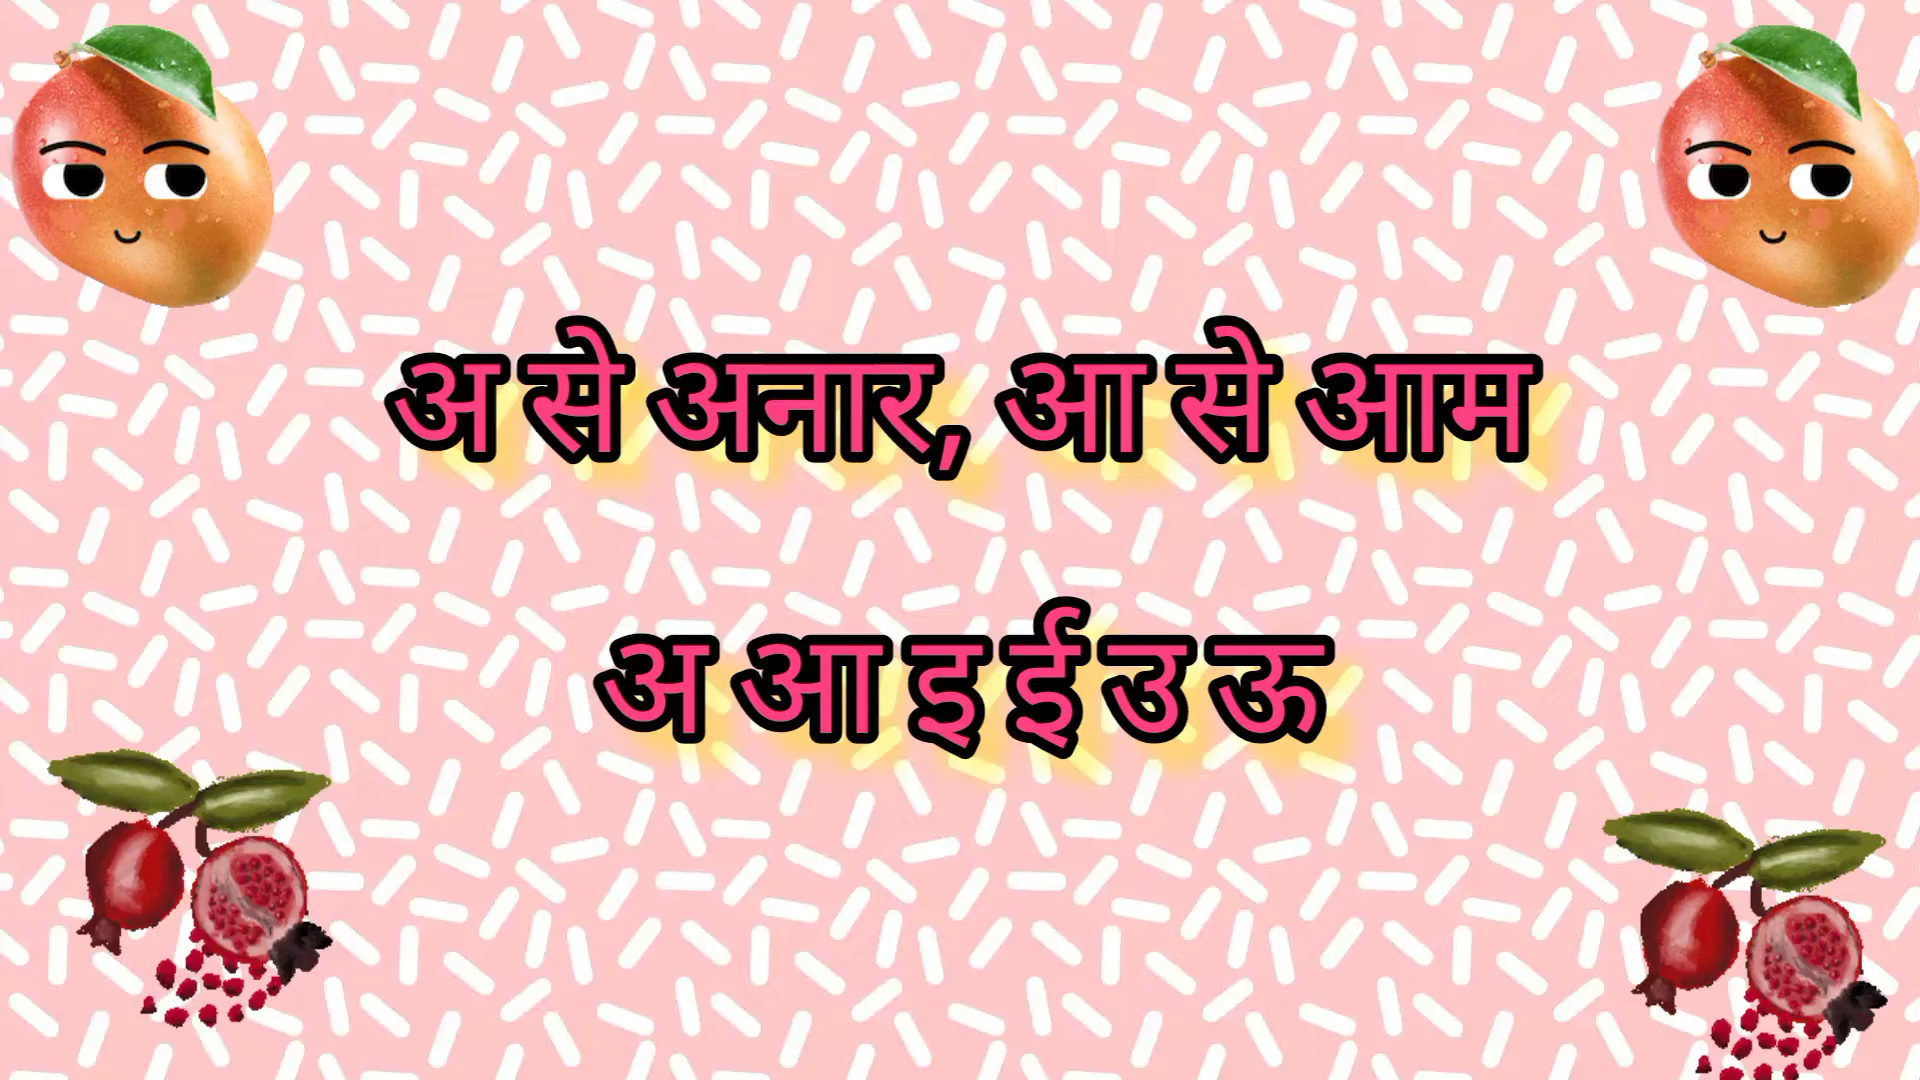 अ से अनार, आ से आम
अ आ इ ई उ ऊ